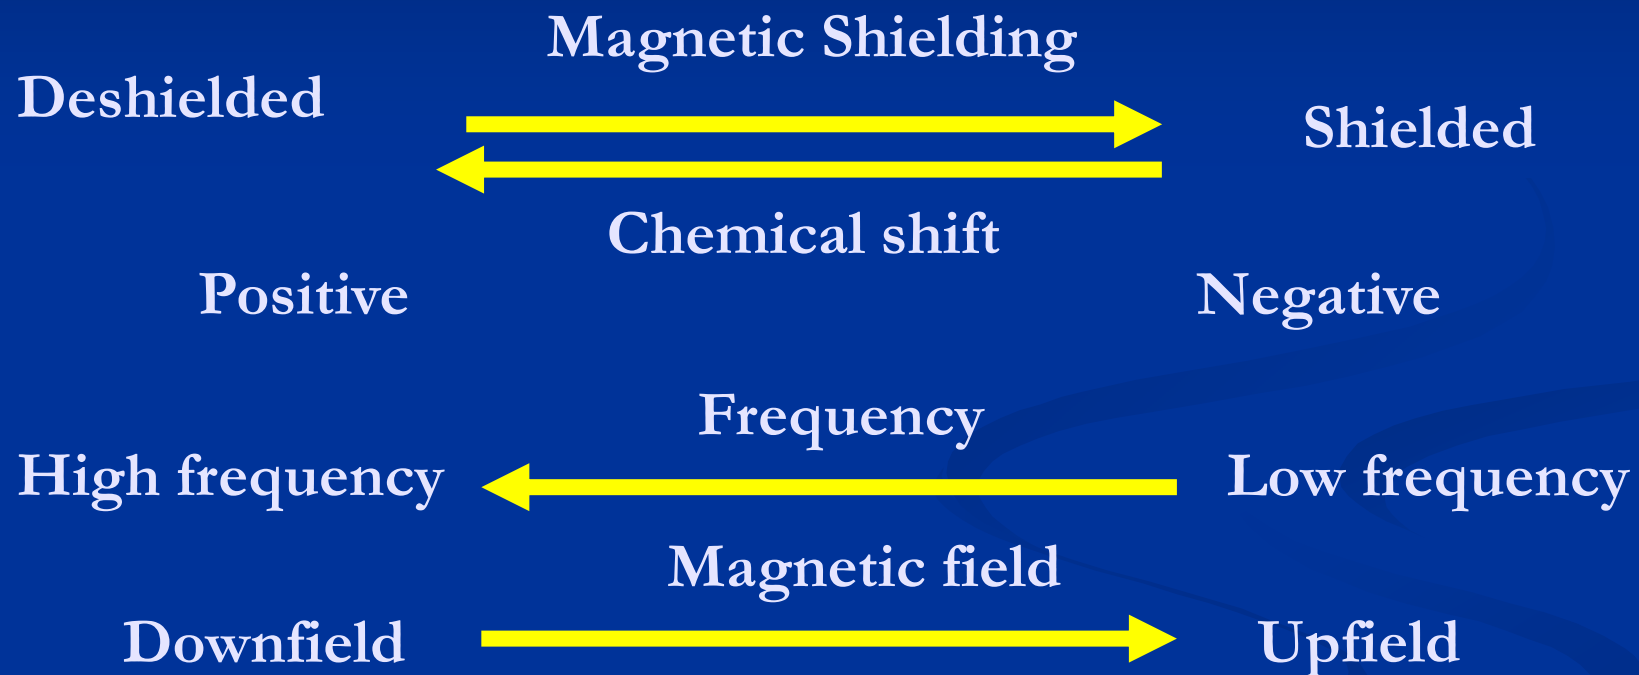 Magnetic Shielding
Deshielded
Shielded
Chemical shift
Positive
Negative
Frequency
High frequency
Low frequency
Magnetic field
Downfield
Upfield